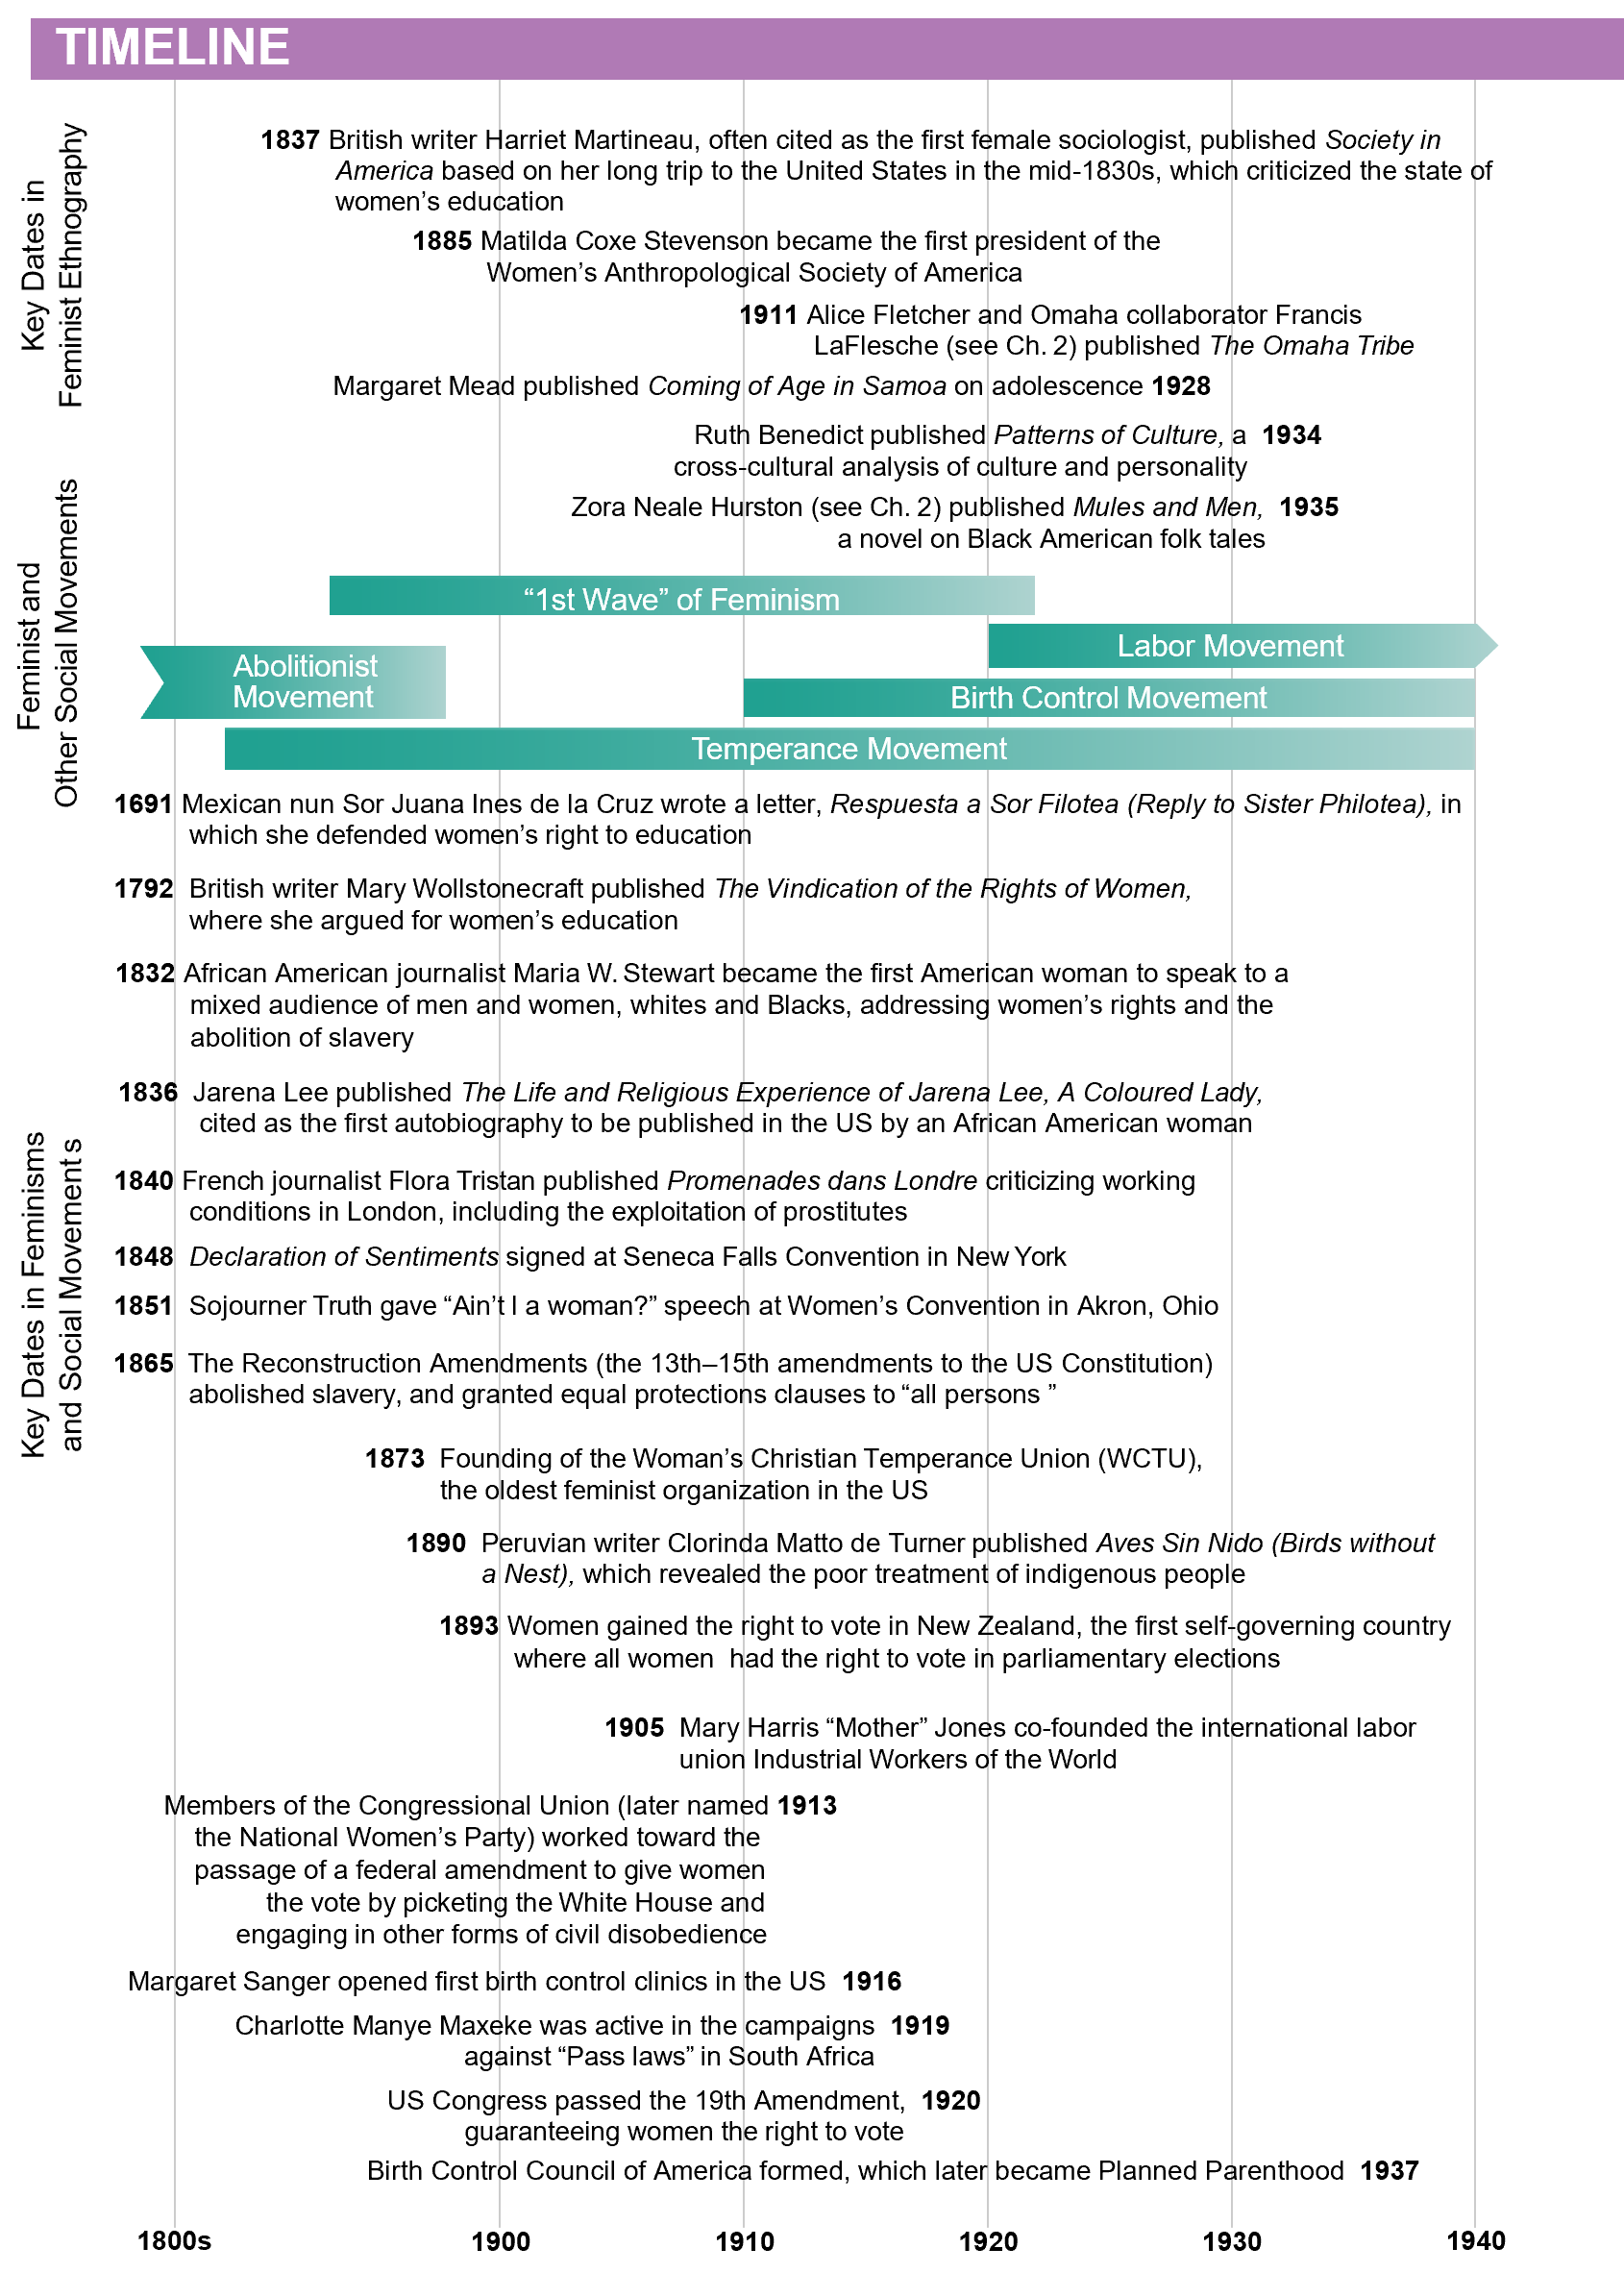 TIMELINE
Key Dates in
Feminist Ethnography
1837 British writer Harriet Martineau, often cited as the first female sociologist, published Society in
America based on her long trip to the United States in the mid-1830s, which criticized the state of
women’s education
1885 Matilda Coxe Stevenson became the first president of the
Women’s Anthropological Society of America
1911 Alice Fletcher and Omaha collaborator Francis
LaFlesche (see Ch. 2) published The Omaha Tribe
Margaret Mead published Coming of Age in Samoa on adolescence 1928
Ruth Benedict published Patterns of Culture, a 1934
cross-cultural analysis of culture and personality
Zora Neale Hurston (see Ch. 2) published Mules and Men, 1935
a novel on Black American folk tales
Feminist and
Other Social Movements
“1st Wave” of Feminism
Labor Movement
Abolitionist
Movement
Birth Control Movement
Temperance Movement
Key Dates in Feminisms
and Social Movements
1691 Mexican nun Sor Juana Ines de la Cruz wrote a letter, Respuesta a Sor Filotea (Reply to Sister Philotea), in
which she defended women’s right to education
1792 British writer Mary Wollstonecraft published The Vindication of the Rights of Women,
where she argued for women’s education
1832 African American journalist Maria W. Stewart became the first American woman to speak to a
mixed audience of men and women, whites and Blacks, addressing women’s rights and the
abolition of slavery
1836 Jarena Lee published The Life and Religious Experience of Jarena Lee, A Coloured Lady,
cited as the first autobiography to be published in the US by an African American woman
1840 French journalist Flora Tristan published Promenades dans Londre criticizing working
conditions in London, including the exploitation of prostitutes
1848 Declaration of Sentiments signed at Seneca Falls Convention in New York
1851 Sojourner Truth gave “Ain’t I a woman?” speech at Women’s Convention in Akron, Ohio
1865 The Reconstruction Amendments (the 13th–15th amendments to the US Constitution)
abolished slavery, and granted equal protections clauses to “all persons ”
1873 Founding of the Woman’s Christian Temperance Union (WCTU),
the oldest feminist organization in the US
1890 Peruvian writer Clorinda Matto de Turner published Aves Sin Nido (Birds without
a Nest), which revealed the poor treatment of indigenous people
1893 Women gained the right to vote in New Zealand, the first self-governing country
where all women had the right to vote in parliamentary elections
1905 Mary Harris “Mother” Jones co-founded the international labor
union Industrial Workers of the World
Members of the Congressional Union (later named 1913
the National Women’s Party) worked toward the
passage of a federal amendment to give women
the vote by picketing the White House and
engaging in other forms of civil disobedience
Margaret Sanger opened first birth control clinics in the US 1916
Charlotte Manye Maxeke was active in the campaigns 1919
against “Pass laws” in South Africa
US Congress passed the 19th Amendment, 1920
guaranteeing women the right to vote
Birth Control Council of America formed, which later became Planned Parenthood 1937
1800s 1900 1910 1920 1930 1940